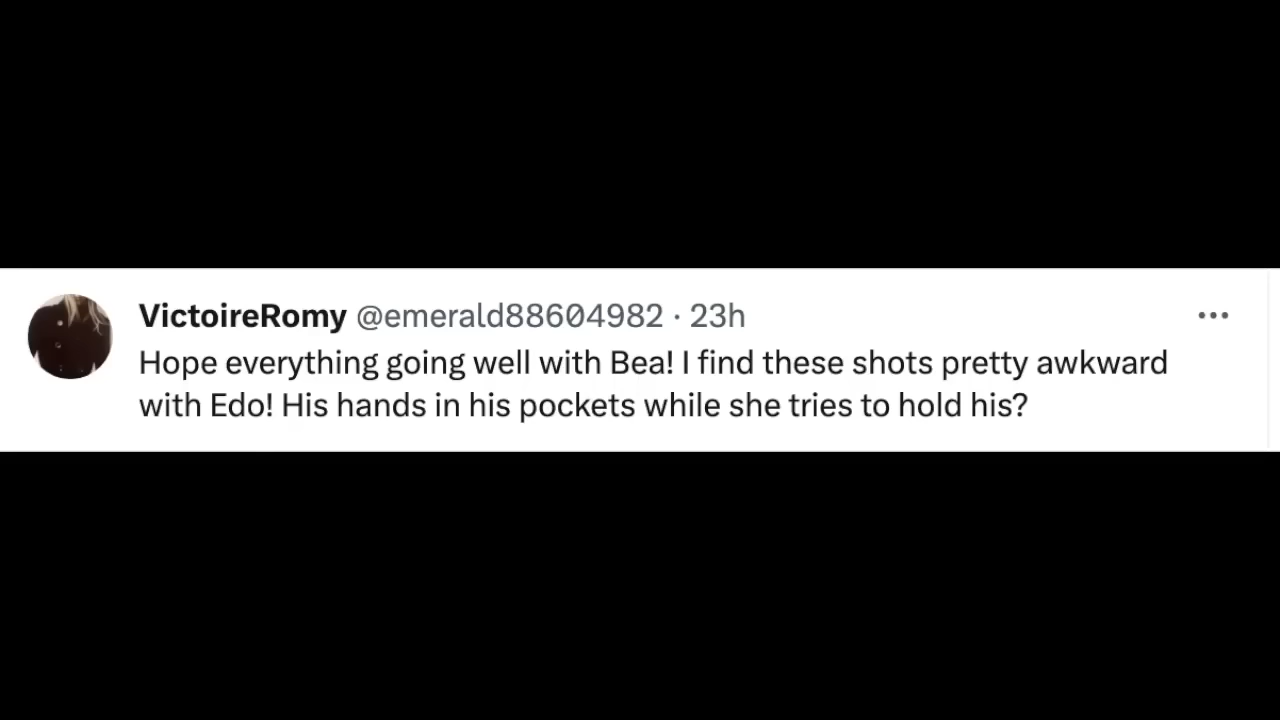 VictoireRomy @emerald88604982 · 23h
Hope everything going well with Bea! I find these shots pretty awkward
with Edo! His hands in his pockets while she tries to hold his?